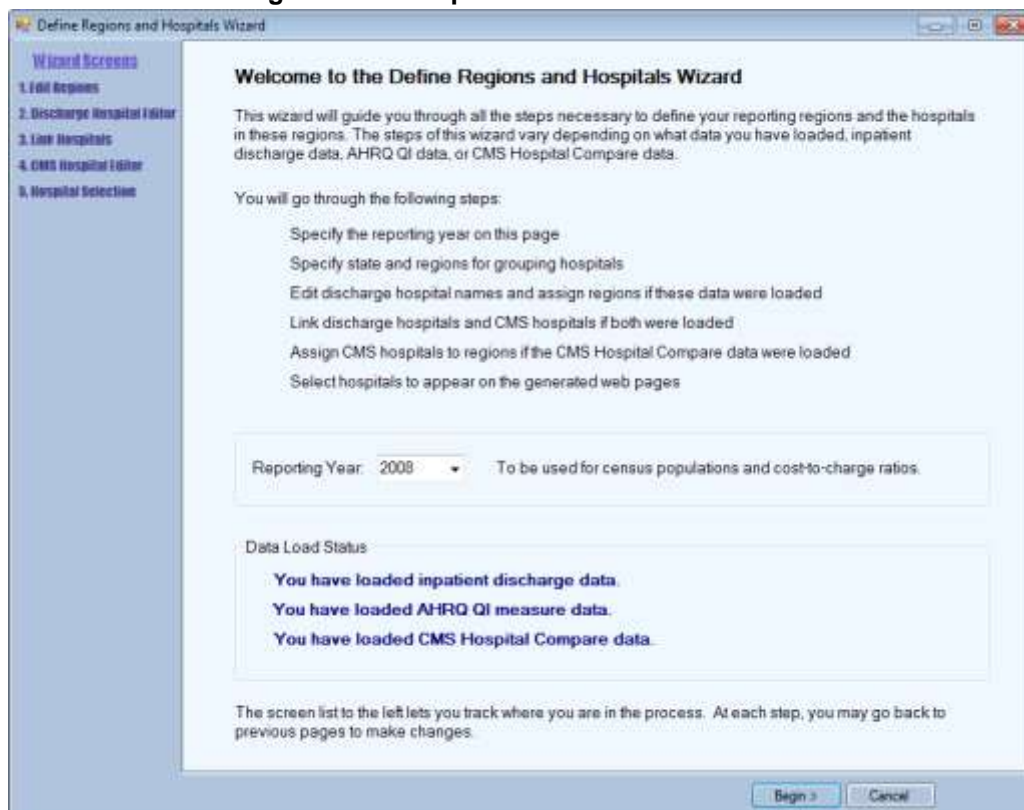 Define Regions and Hospitals Wizard
Wizard Screens
1. Edit Regions
2. Discharge Hospital Editor
3. Link Hospitals
4. CMS Hospital Editor
5. Hospital Selection
Welcome to the Define Regions and Hospitals Wizard
This wizard will guide you through all the steps necessary to define your reporting regions and the hospitals
in these regions. The steps of this wizard vary depending on what data you have loaded, inpatient
discharge data, AHRQ QI data, or CMS Hospital Compare data.
You will go through the following steps:
Specify the reporting year on this page
Specify state and regions for grouping hospitals
Edit discharge hospital names and assign regions if these data were loaded
Link discharge hospitals and CMS hospitals if both were loaded
Assign CMS hospitals to regions if the CMS Hospital Compare data were loaded
Select hospitals to appear on the generated web pages
Reporting Year: 2008 To be used for census populations and cost-to-charge ratios.
Data Load Status
You have loaded inpatient discharge data.
You have loaded AHRQ QI measure data.
You have loaded CMS Hospital Compare data.
The screen list to the left lets you track where you are in the process. At each step, you may go back to
previous pages to make changes.
Begin >
Cancel